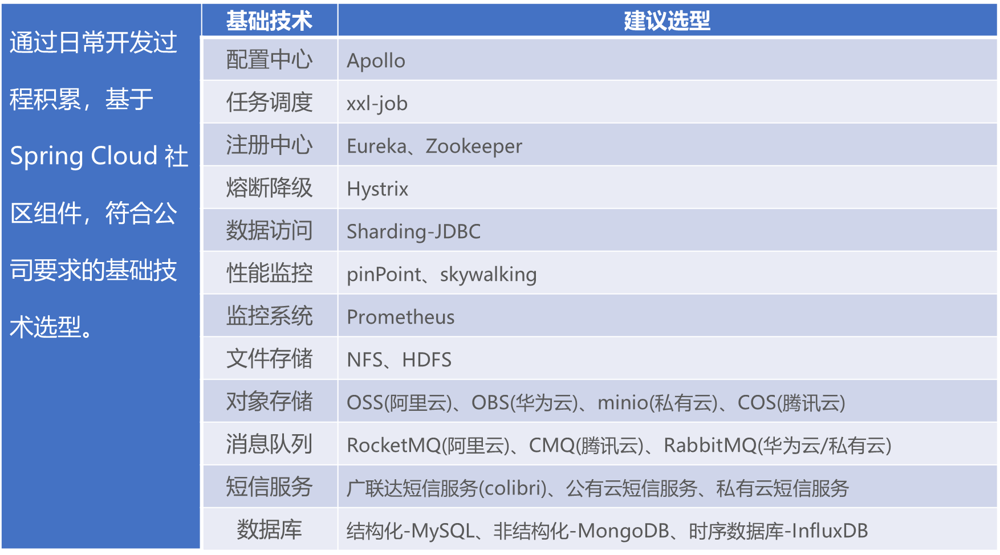 通过日常开发过
程积累，基于
Spring Cloud 社
区组件，符合公
司要求的基础技
术选型。
基础技术 建议选型
配置中心 Apollo
任务调度 xxl-job
注册中心 Eureka、Zookeeper
熔断降级 Hystrix
数据访问 Sharding-JDBC
性能监控 pinPoint、skywalking
监控系统 Prometheus
文件存储 NFS、HDFS
对象存储 OSS(阿里云)、OBS(华为云)、minio(私有云)、COS(腾讯云)
消息队列 RocketMQ(阿里云)、CMQ(腾讯云)、RabbitMQ(华为云/私有云)
短信服务 广联达短信服务(colibri)、公有云短信服务、私有云短信服务
数据库 结构化-MySQL、非结构化-MongoDB、时序数据库-InfluxDB